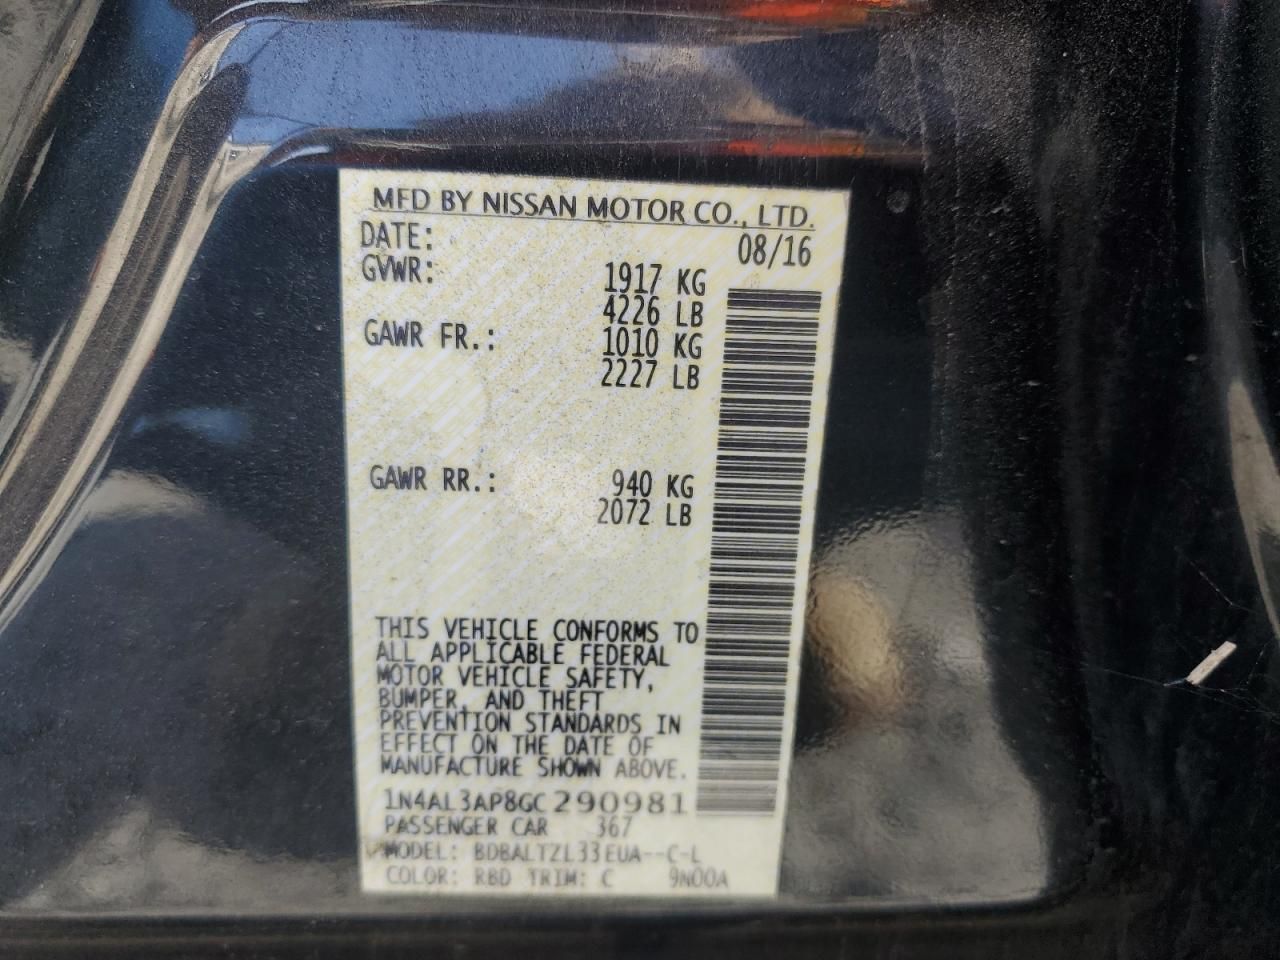 MFD BY NISSAN MOTOR CO., LTD.
DATE: 08/16
GVWR: 1917 KG
4226 LB
GAWR FR.: 1010 KG
2227 LB
GAWR RR.: 940 KG
2072 LB
THIS VEHICLE CONFORMS TO
ALL APPLICABLE FEDERAL
MOTOR VEHICLE SAFETY,
BUMPER, AND THEFT
PREVENTION STANDARDS IN
EFFECT ON THE DATE OF
MANUFACTURE SHOWN ABOVE.
1N4AL3AP8GC290981
PASSENGER CAR 367
MODEL: BDBALTZL33EUA--C-L
COLOR: RBD TRIM: C 9N00A